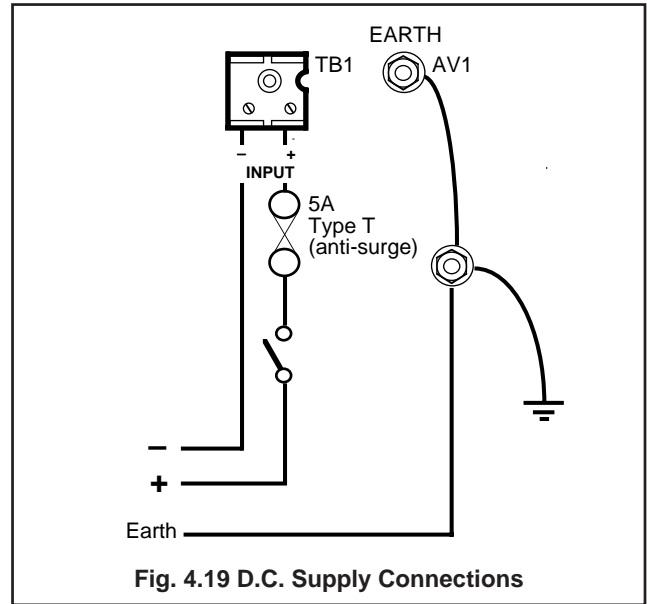 EARTH
TB1
AV1
– +
INPUT
5A
Type T
(anti-surge)
–
+
Earth
Fig. 4.19 D.C. Supply Connections